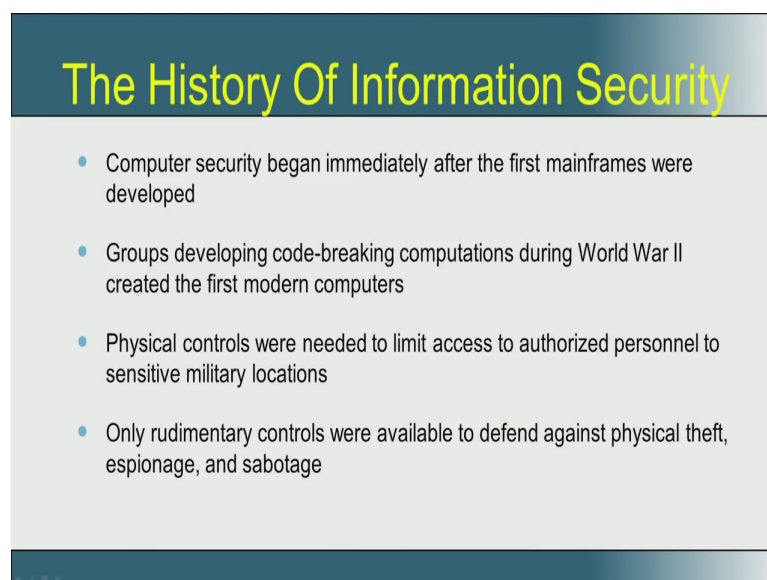 The History Of Information Security
Computer security began immediately after the first mainframes were
developed
Groups developing code-breaking computations during World War II
created the first modern computers
Physical controls were needed to limit access to authorized personnel to
sensitive military locations
Only rudimentary controls were available to defend against physical theft,
espionage, and sabotage